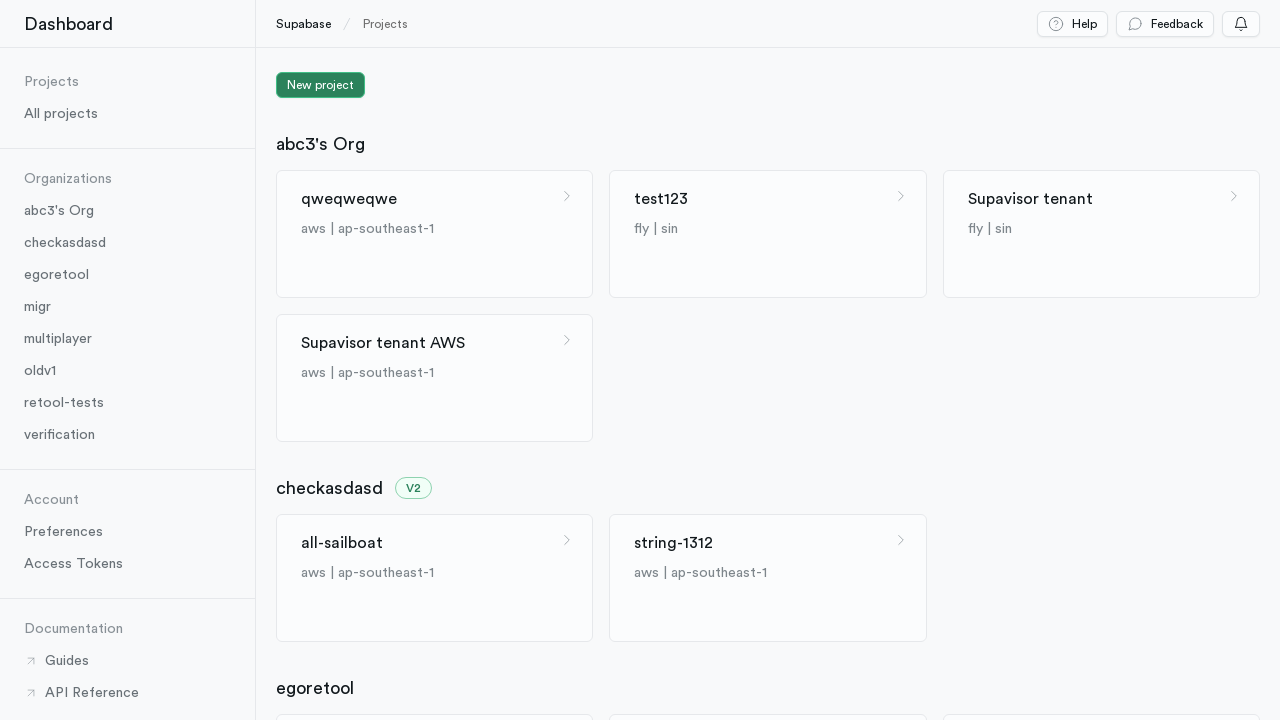 Dashboard
Supabase
Projects
Help
Feedback
Projects
All projects
Organizations
abc3's Org
checkasdasd
egoretool
migr
multiplayer
oldv1
retool-tests
verification
Account
Preferences
Access Tokens
Documentation
Guides
API Reference
New project
abc3's Org
qweqweqwe
aws | ap-southeast-1
test123
fly | sin
Supavisor tenant
fly | sin
Supavisor tenant AWS
aws | ap-southeast-1
checkasdasd V2
all-sailboat
aws | ap-southeast-1
string-1312
aws | ap-southeast-1
egoretool